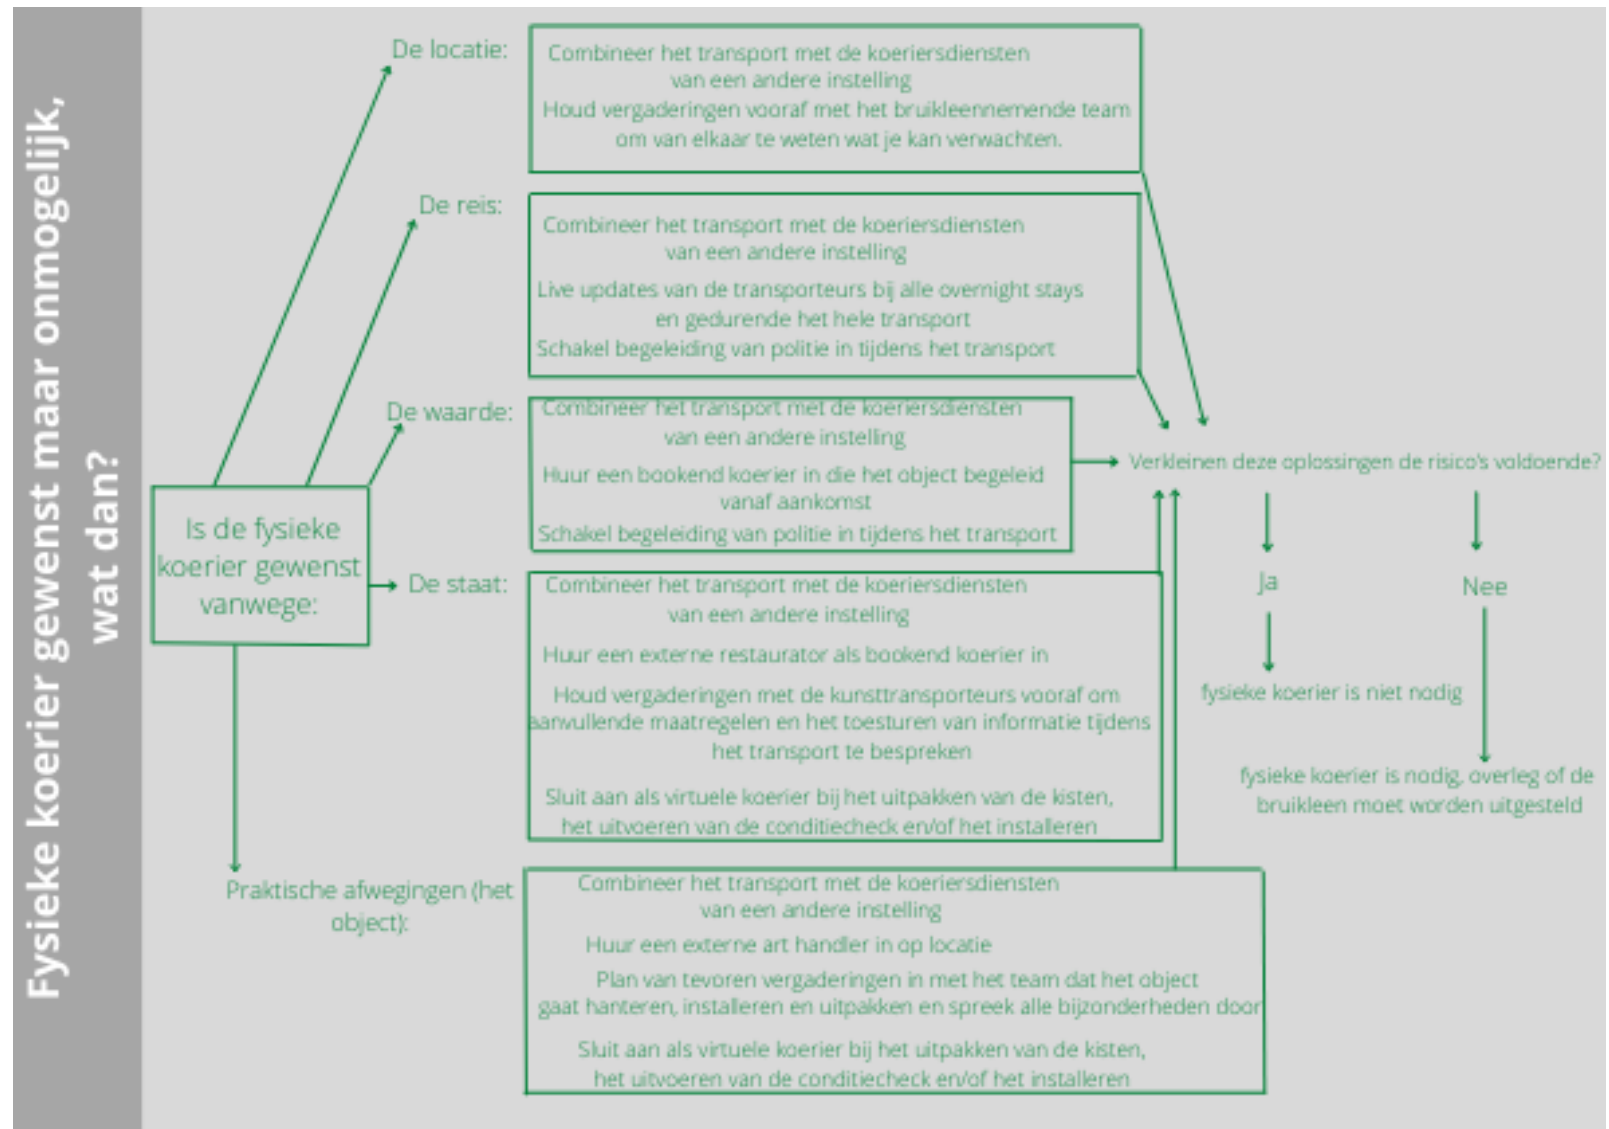 Fysieke koerier gewenst maar onmogelijk,
wat dan?
Is de fysieke
koerier gewenst
vanwege:
De locatie:
Combineer het transport met de koeriersdiensten
van een andere instelling
Houd vergaderingen vooraf met het bruikleennemende team
om van elkaar te weten wat je kan verwachten.
De reis:
Combineer het transport met de koeriersdiensten
van een andere instelling
Live updates van de transporteurs bij alle overnight stays
en gedurende het hele transport
Schakel begeleiding van politie in tijdens het transport
De waarde:
Combineer het transport met de koeriersdiensten
van een andere instelling
Huur een bookend koerier in die het object begeleid
vanaf aankomst
Schakel begeleiding van politie in tijdens het transport
De staat:
Combineer het transport met de koeriersdiensten
van een andere instelling
Huur een externe restaurator als bookend koerier in
Houd vergaderingen met de kunsttransporteurs vooraf om
aanvullende maatregelen en het toesturen van informatie tijdens
het transport te bespreken
Sluit aan als virtuele koerier bij het uitpakken van de kisten,
het uitvoeren van de conditiecheck en/of het installeren
Praktische afwegingen (het
object):
Combineer het transport met de koeriersdiensten
van een andere instelling
Huur een externe art handler in op locatie
Plan van tevoren vergaderingen in met het team dat het object
gaat hanteren, installeren en uitpakken en spreek alle bijzonderheden door
Sluit aan als virtuele koerier bij het uitpakken van de kisten,
het uitvoeren van de conditiecheck en/of het installeren
Verkleinen deze oplossingen de risico's voldoende?
Ja
Nee
fysieke koerier is niet nodig
fysieke koerier is nodig, overleg of de
bruikleen moet worden uitgesteld